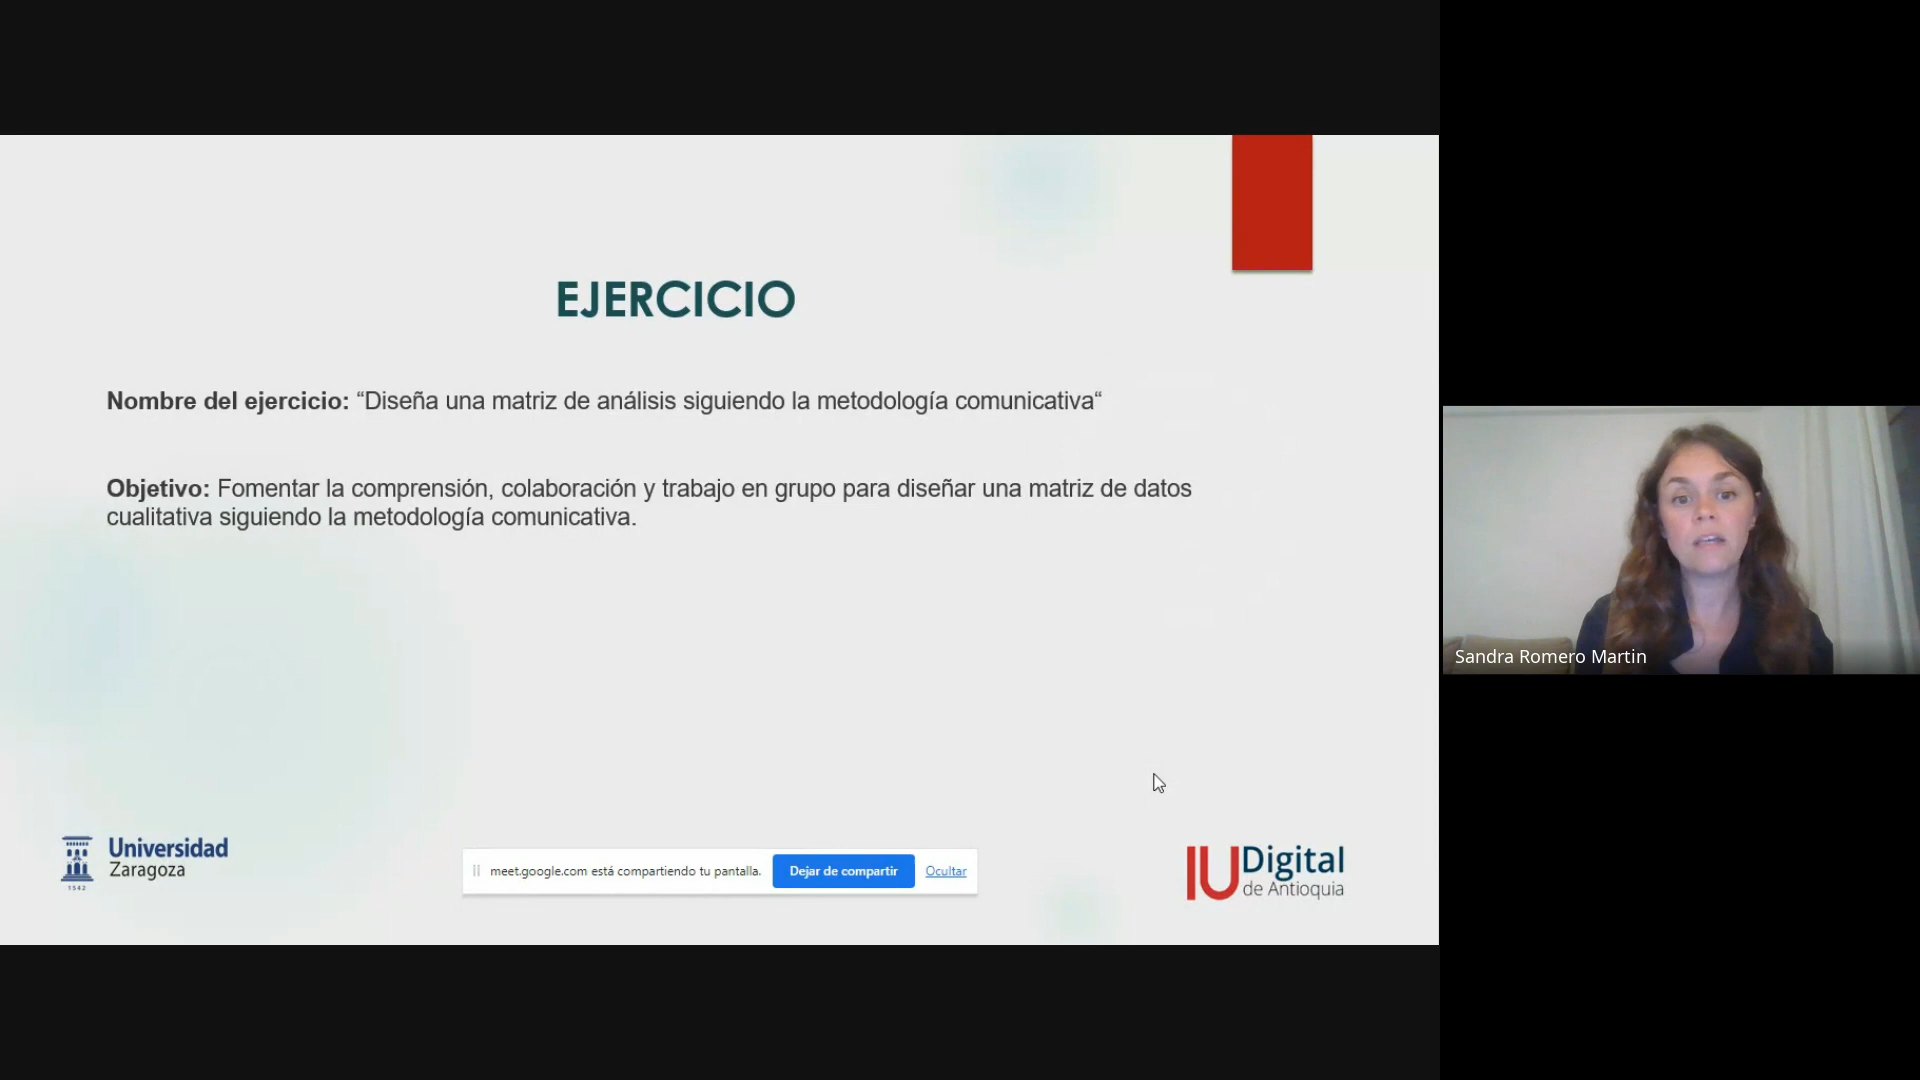 EJERCICIO
Nombre del ejercicio: “Diseña una matriz de análisis siguiendo la metodología comunicativa“
Objetivo: Fomentar la comprensión, colaboración y trabajo en grupo para diseñar una matriz de datos
cualitativa siguiendo la metodología comunicativa.
Sandra Romero Martin
Universidad
Zaragoza
1542
meet.google.com está compartiendo tu pantalla. Dejar de compartir Ocultar
IU Digital
de Antioquia